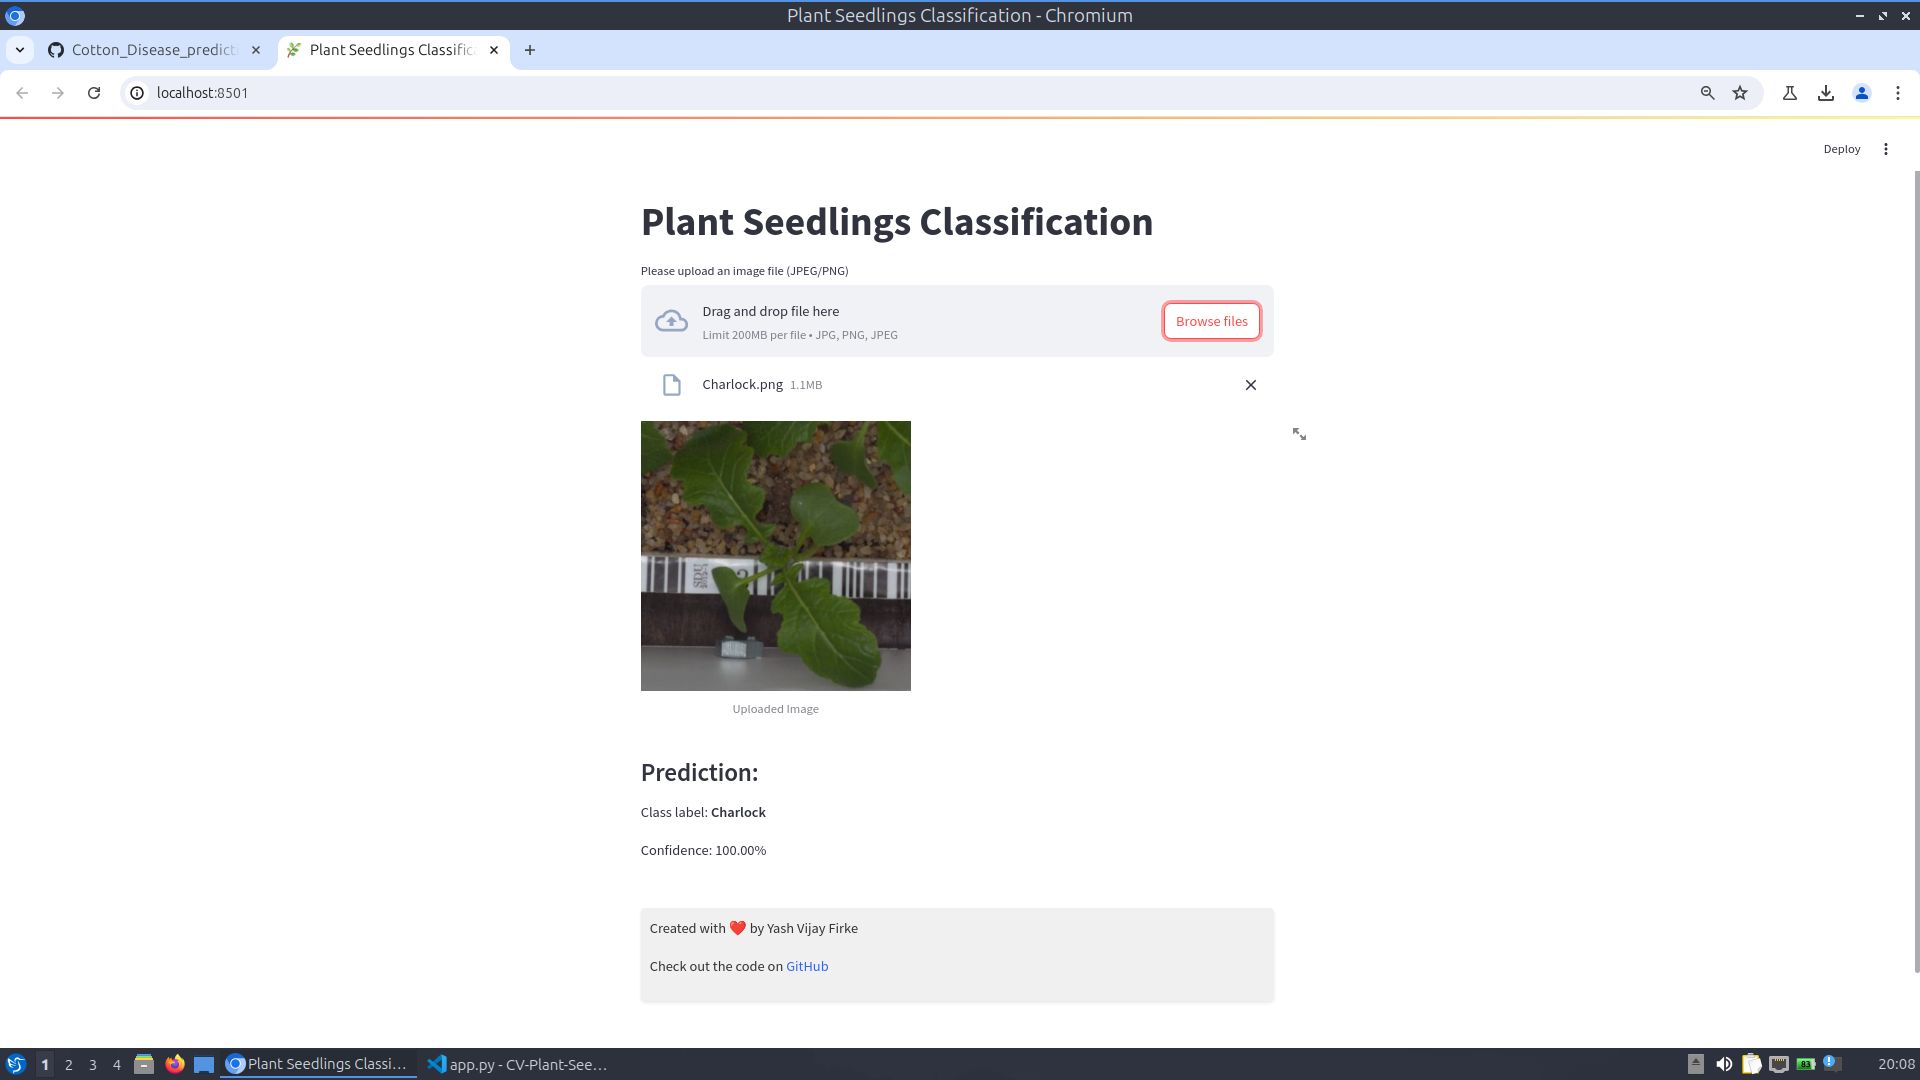 Plant Seedlings Classification - Chromium
Cotton_Disease_predict
Plant Seedlings Classific
localhost:8501
Deploy
Plant Seedlings Classification
Please upload an image file (JPEG/PNG)
Drag and drop file here
Limit 200MB per file • JPG, PNG, JPEG
Browse files
Charlock.png 1.1MB
Uploaded Image
Prediction:
Class label: Charlock
Confidence: 100.00%
Created with ❤️ by Yash Vijay Firke
Check out the code on GitHub
1 2 3 4
Plant Seedlings Classi...
app.py - CV-Plant-See...
83
20:08